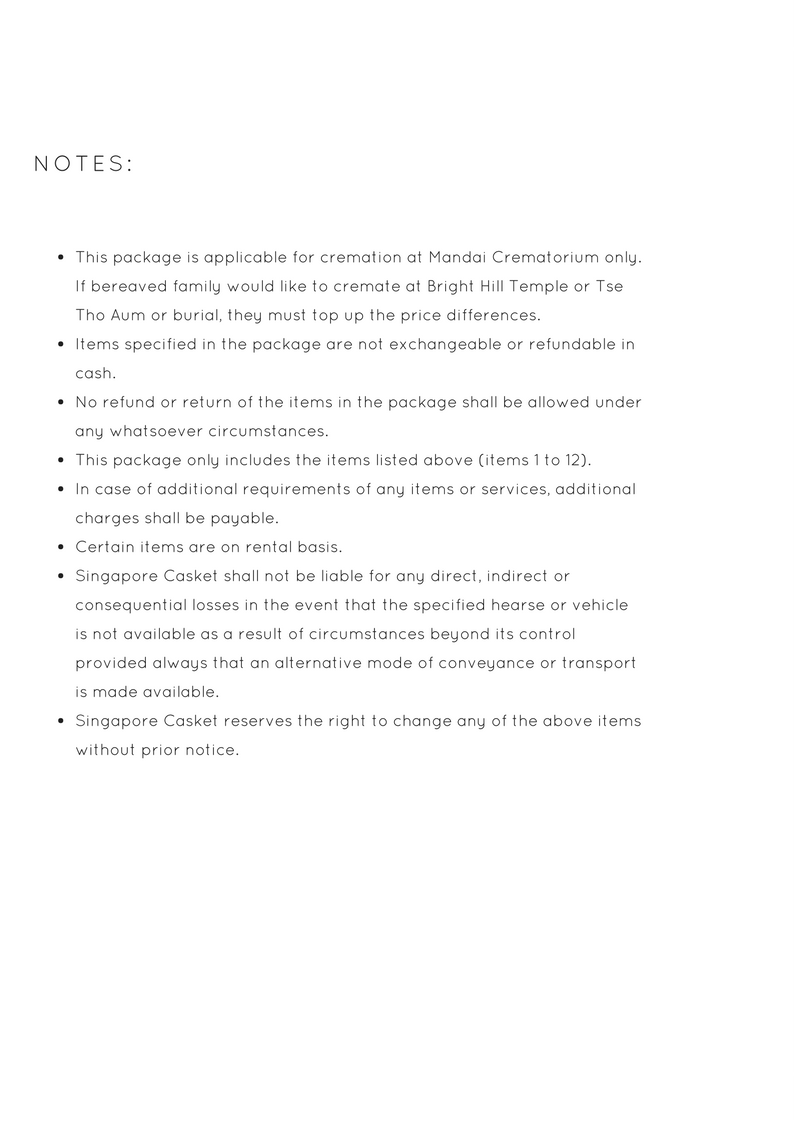 NOTES:
• This package is applicable for cremation at Mandai Crematorium only.
If bereaved family would like to cremate at Bright Hill Temple or Tse
Tho Aum or burial, they must top up the price differences.
• Items specified in the package are not exchangeable or refundable in
cash.
• No refund or return of the items in the package shall be allowed under
any whatsoever circumstances.
• This package only includes the items listed above (items 1 to 12).
• In case of additional requirements of any items or services, additional
charges shall be payable.
• Certain items are on rental basis.
• Singapore Casket shall not be liable for any direct, indirect or
consequential losses in the event that the specified hearse or vehicle
is not available as a result of circumstances beyond its control
provided always that an alternative mode of conveyance or transport
is made available.
• Singapore Casket reserves the right to change any of the above items
without prior notice.